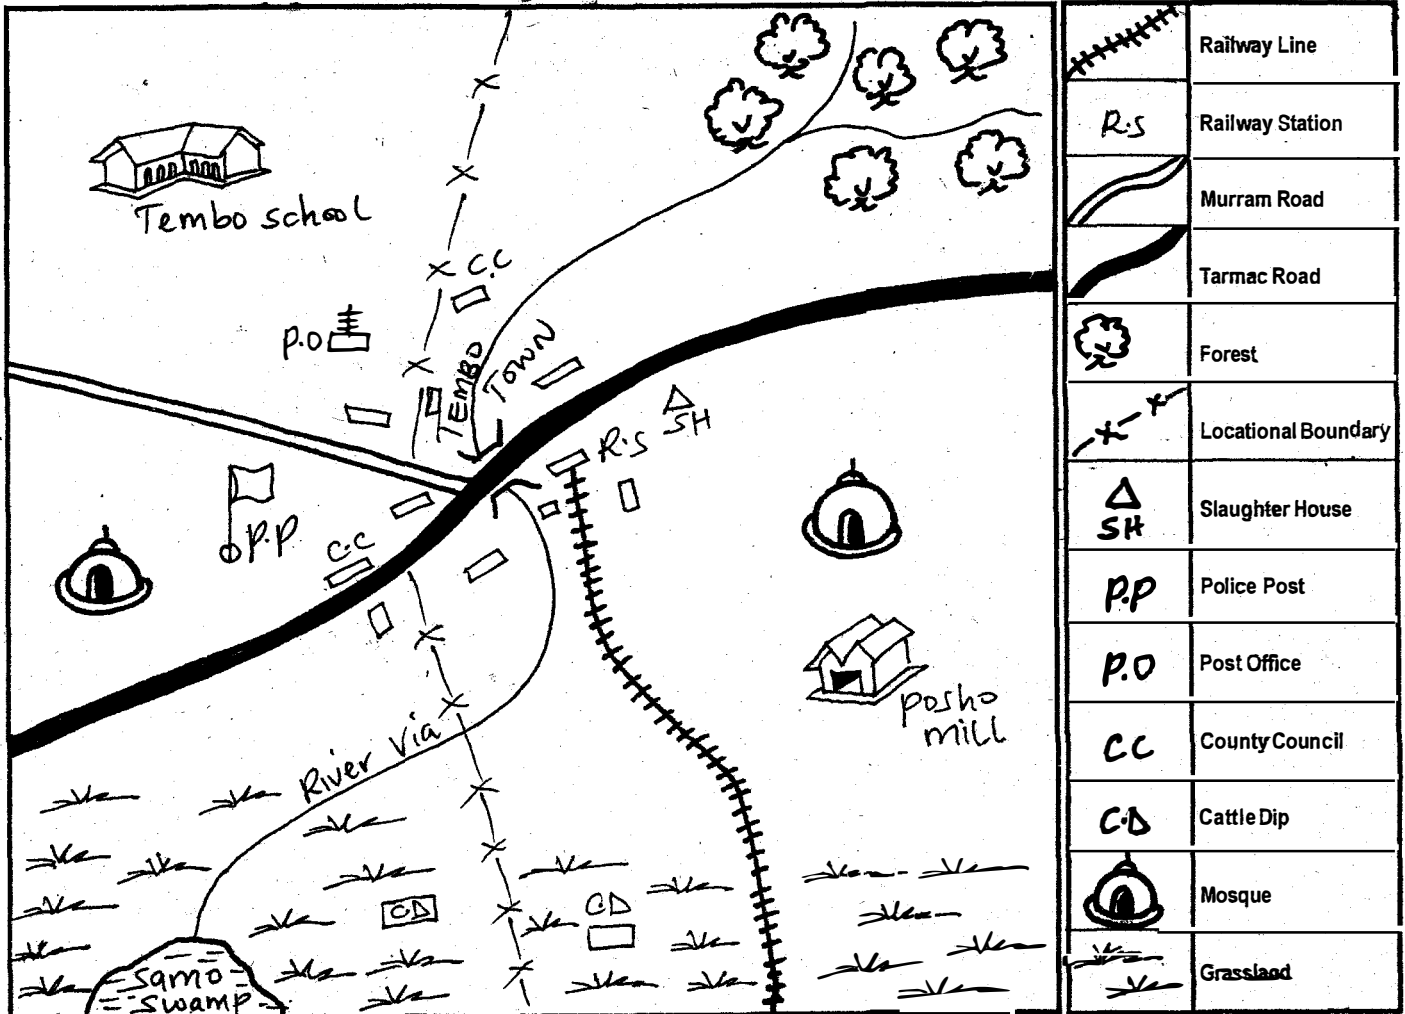 Tembo school
C.C
P.O
TEMBO
TOWN
R.S
SH
P.P
C.C
posho
mill
River Via
CD
CD
Samo
Swamp
Railway Line
R.S
Railway Station
Murram Road
Tarmac Road
Forest
Locational Boundary
SH
Slaughter House
P.P
Police Post
P.O
Post Office
CC
County Council
C.D
Cattle Dip
Mosque
Grassland